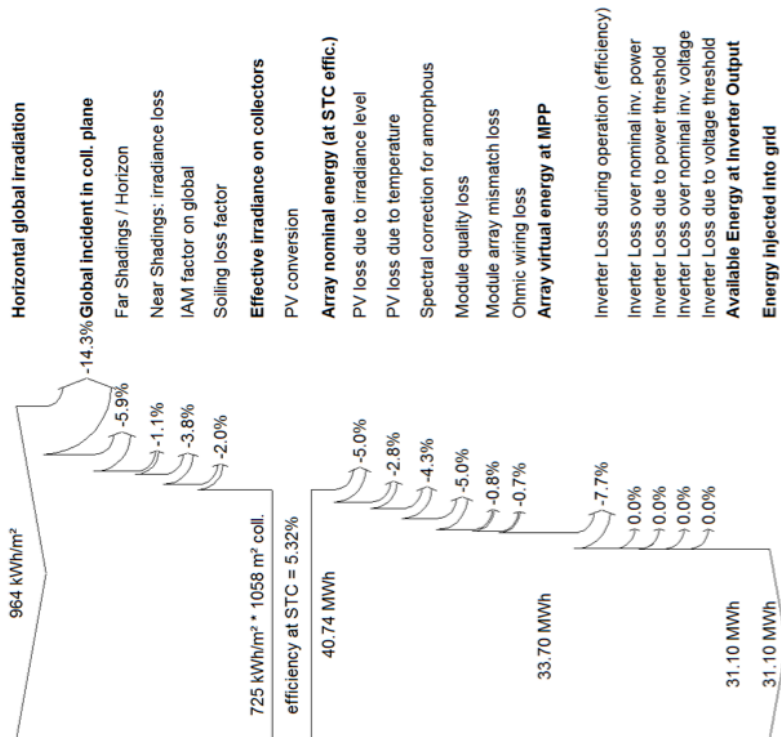 Horizontal global irradiation
964 kWh/m²
-14.3% Global incident in coll. plane
-5.9% Far Shadings / Horizon
-1.1% Near Shadings: irradiance loss
-3.8% IAM factor on global
-2.0% Soiling loss factor
Effective irradiance on collectors
725 kWh/m² * 1058 m² coll.
PV conversion
efficiency at STC = 5.32%
Array nominal energy (at STC effic.)
40.74 MWh
-5.0% PV loss due to irradiance level
-2.8% PV loss due to temperature
-4.3% Spectral correction for amorphous
-5.0% Module quality loss
-0.8% Module array mismatch loss
-0.7% Ohmic wiring loss
Array virtual energy at MPP
33.70 MWh
-7.7% Inverter Loss during operation (efficiency)
0.0% Inverter Loss over nominal inv. power
0.0% Inverter Loss due to power threshold
0.0% Inverter Loss over nominal inv. voltage
0.0% Inverter Loss due to voltage threshold
Available Energy at Inverter Output
31.10 MWh
Energy injected into grid
31.10 MWh